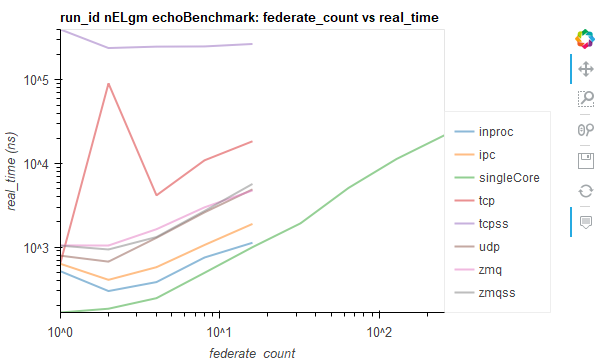 run_id nELgm echoBenchmark: federate_count vs real_time
real_time (ns)
10^5
10^4
10^3
10^0
10^1
10^2
federate_count
inproc
ipc
singleCore
tcp
tcpss
udp
zmq
zmqss